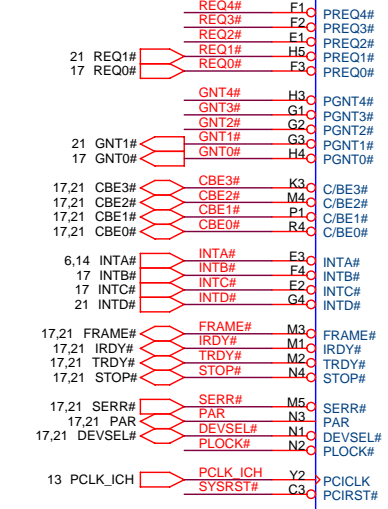 REQ4# F1 PREQ4#
REQ3# F2 PREQ3#
REQ2# E1 PREQ2#
21 REQ1# REQ1# H5 PREQ1#
17 REQ0# REQ0# F3 PREQ0#
GNT4# H3 PGNT4#
GNT3# G1 PGNT3#
GNT2# G2 PGNT2#
21 GNT1# GNT1# G3 PGNT1#
17 GNT0# GNT0# H4 PGNT0#
17,21 CBE3# CBE3# K3 C/BE3#
17,21 CBE2# CBE2# M4 C/BE2#
17,21 CBE1# CBE1# P1 C/BE1#
17,21 CBE0# CBE0# R4 C/BE0#
6,14 INTA# INTA# E3 INTA#
17 INTB# INTB# F4 INTB#
17 INTC# INTC# E2 INTC#
21 INTD# INTD# G4 INTD#
17,21 FRAME# FRAME# M3 FRAME#
17,21 IRDY# IRDY# M1 IRDY#
17,21 TRDY# TRDY# M2 TRDY#
17,21 STOP# STOP# N4 STOP#
17,21 SERR# SERR# M5 SERR#
17,21 PAR PAR N3 PAR
17,21 DEVSEL# DEVSEL# N1 DEVSEL#
PLOCK# N2 PLOCK#
13 PCLK_ICH PCLK_ICH Y2 PCICLK
SYSRST# C3 PCIRST#